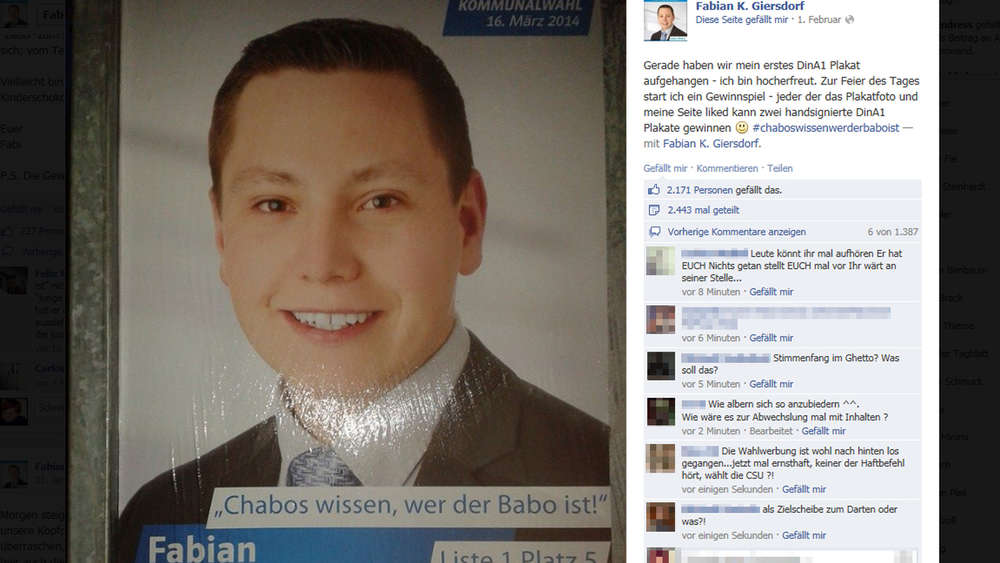 KOMMUNALWAHL
16. März 2014
„Chabos wissen, wer der Babo ist!“
Fabian
Liste 1 Platz 5
Fabian K. Giersdorf
Diese Seite gefällt mir · 1. Februar
Gerade haben wir mein erstes DinA1 Plakat
aufgehangen - ich bin hocherfreut. Zur Feier des Tages
start ich ein Gewinnspiel - jeder der das Plakatfoto und
meine Seite liked kann zwei handsignierte DinA1
Plakate gewinnen 🙂 #chaboswissenwerderbaboist —
mit Fabian K. Giersdorf.
Gefällt mir · Kommentieren · Teilen
2.171 Personen gefällt das.
2.443 mal geteilt
Vorherige Kommentare anzeigen 6 von 1.387
Leute könnt ihr mal aufhören Er hat
EUCH Nichts getan stellt EUCH mal vor Ihr wärt an
seiner Stelle...
vor 8 Minuten · Gefällt mir
vor 6 Minuten · Gefällt mir
Stimmenfang im Ghetto? Was
soll das?
vor 5 Minuten · Gefällt mir
Wie albern sich so anzubiedern ^^.
Wie wäre es zur Abwechslung mal mit Inhalten ?
vor 2 Minuten · Bearbeitet · Gefällt mir
Die Wahlwerbung ist wohl nach hinten los
gegangen...jetzt mal ernsthaft, keiner der Haftbefehl
hört, wählt die CSU ?!
vor einigen Sekunden · Gefällt mir
als Zielscheibe zum Darten oder
was?!
vor einigen Sekunden · Gefällt mir